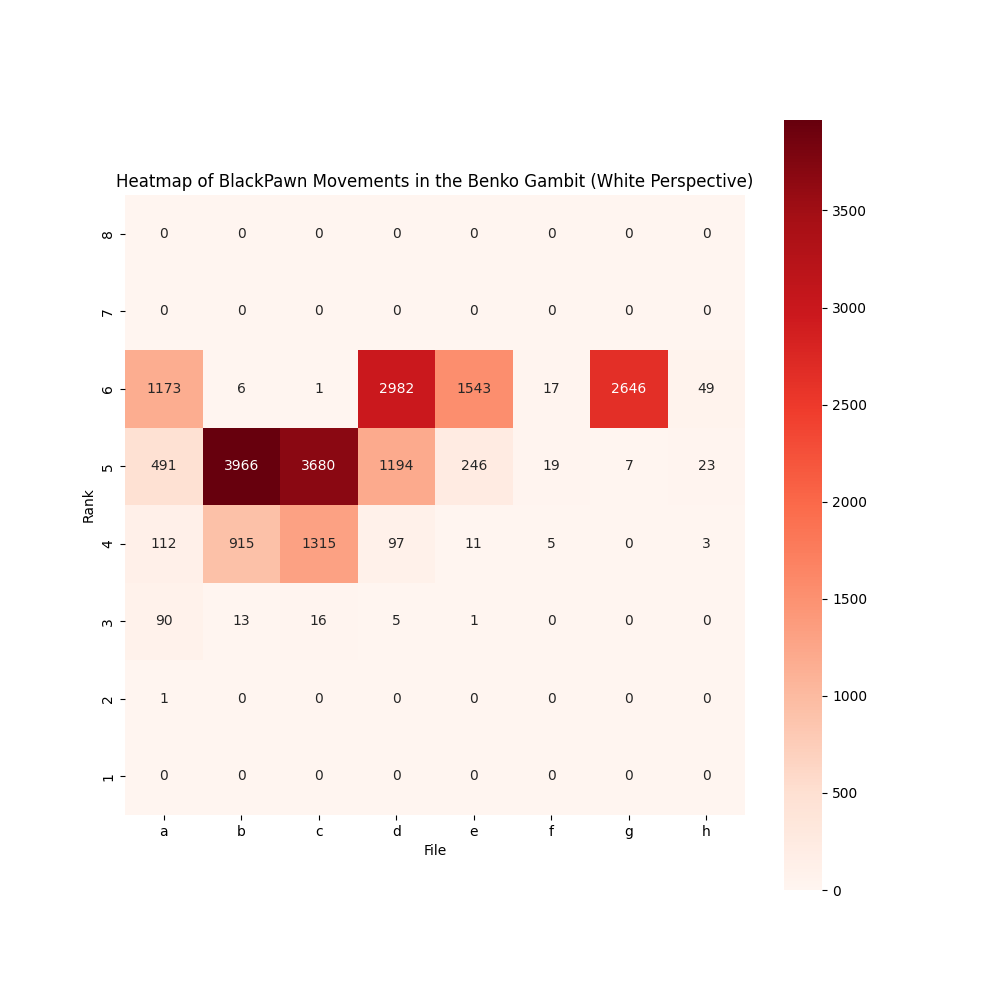 Heatmap of BlackPawn Movements in the Benko Gambit (White Perspective)
8 0 0 0 0 0 0 0 0
7 0 0 0 0 0 0 0 0
6 1173 6 1 2982 1543 17 2646 49
5 491 3966 3680 1194 246 19 7 23
4 112 915 1315 97 11 5 0 3
3 90 13 16 5 1 0 0 0
2 1 0 0 0 0 0 0 0
1 0 0 0 0 0 0 0 0
Rank
a b c d e f g h
File
3500
3000
2500
2000
1500
1000
500
0